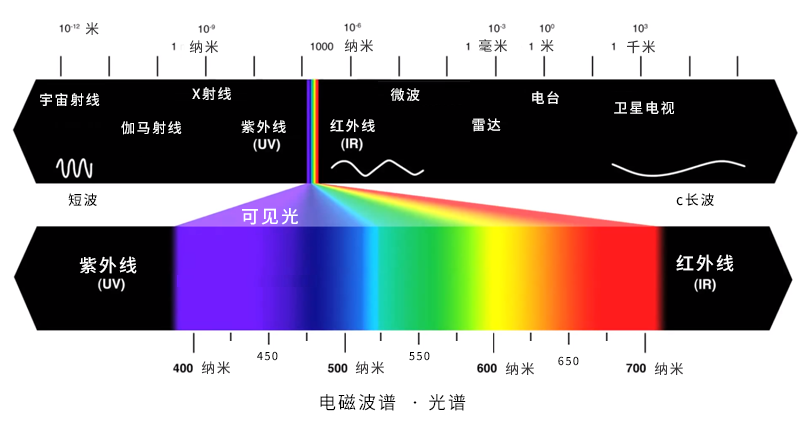 10⁻¹² 米 10⁻⁹ 10⁻⁶ 10⁻³ 10⁰ 10³
1 纳米 1000 纳米 1 毫米 1 米 1 千米
宇宙射线 X射线 微波 电台 卫星电视
伽马射线 紫外线 红外线 雷达
(UV) (IR)
短波 c长波
可见光
紫外线 红外线
(UV) (IR)
450 550 650
400 纳米 500 纳米 600 纳米 700 纳米
电磁波谱 · 光谱